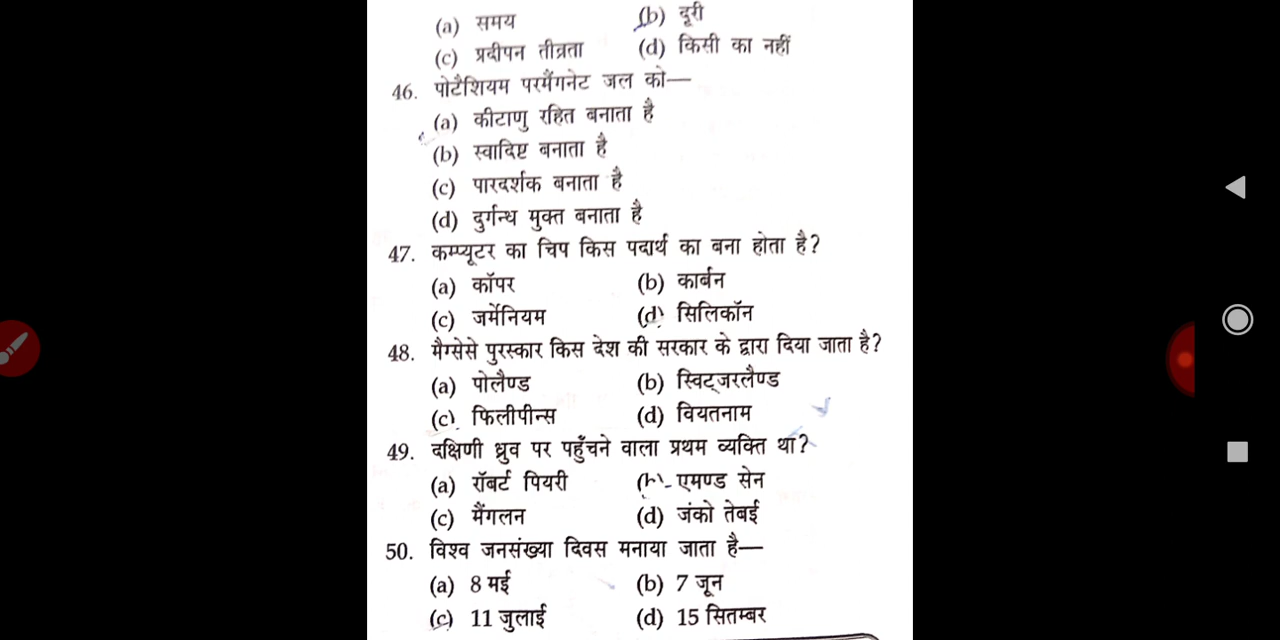 (a) समय (b) दूरी
(c) प्रदीपन तीव्रता (d) किसी का नहीं
46. पोटैशियम परमैंगनेट जल को—
(a) कीटाणु रहित बनाता है
(b) स्वादिष्ट बनाता है
(c) पारदर्शक बनाता है
(d) दुर्गन्ध मुक्त बनाता है
47. कम्प्यूटर का चिप किस पदार्थ का बना होता है?
(a) कॉपर (b) कार्बन
(c) जर्मेनियम (d) सिलिकॉन
48. मैग्सेसे पुरस्कार किस देश की सरकार के द्वारा दिया जाता है?
(a) पोलैण्ड (b) स्विट्जरलैण्ड
(c) फिलीपीन्स (d) वियतनाम
49. दक्षिणी ध्रुव पर पहुँचने वाला प्रथम व्यक्ति था?
(a) रॉबर्ट पियरी (b) एमण्ड सेन
(c) मैंगलन (d) जंको तेबई
50. विश्व जनसंख्या दिवस मनाया जाता है—
(a) 8 मई (b) 7 जून
(c) 11 जुलाई (d) 15 सितम्बर